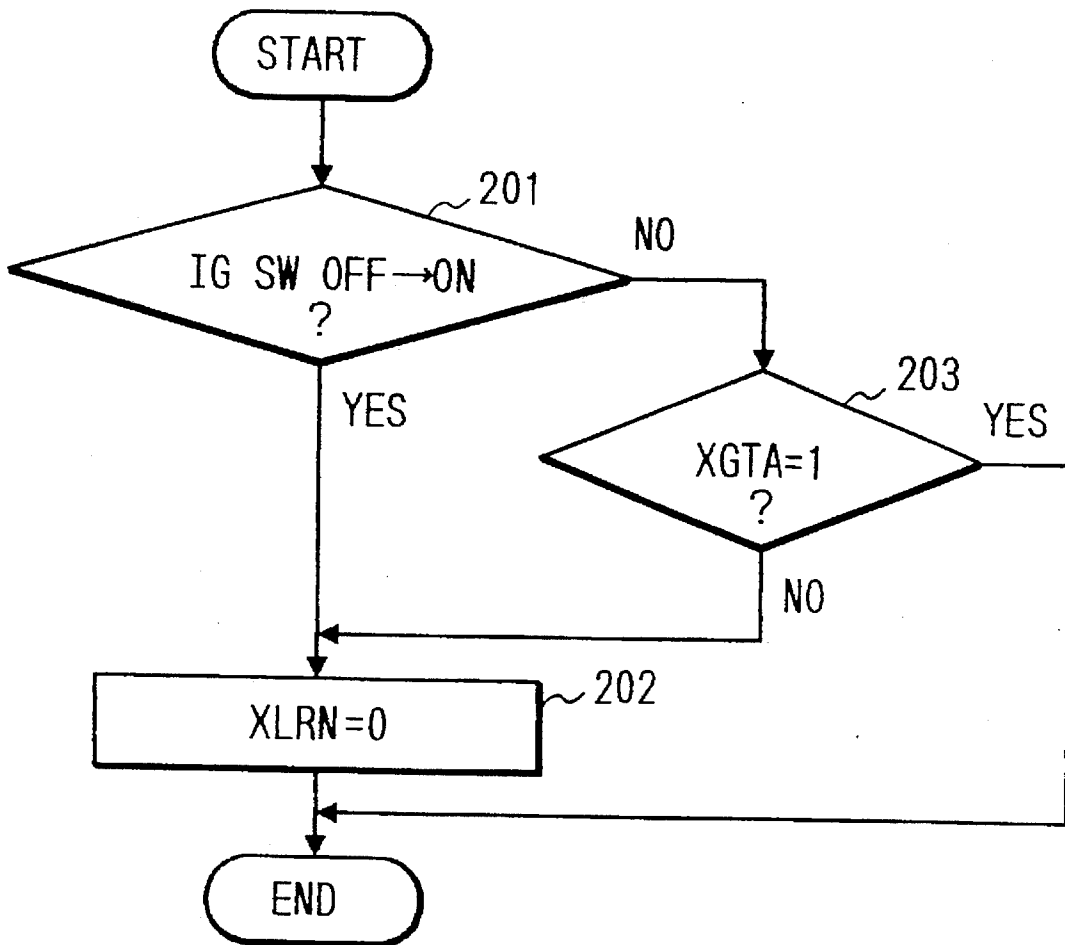 START
201
IG SW OFF→ON
?
NO
YES
203
XGTA=1
?
YES
NO
XLRN=0
202
END